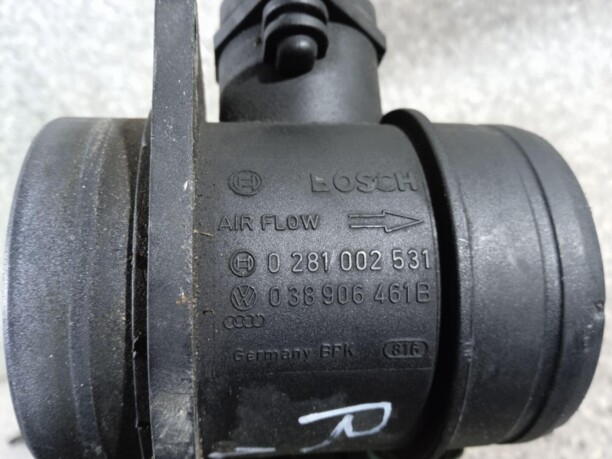 BOSCH
AIR FLOW
0 281 002 531
038 906 461B
Germany BPK 816